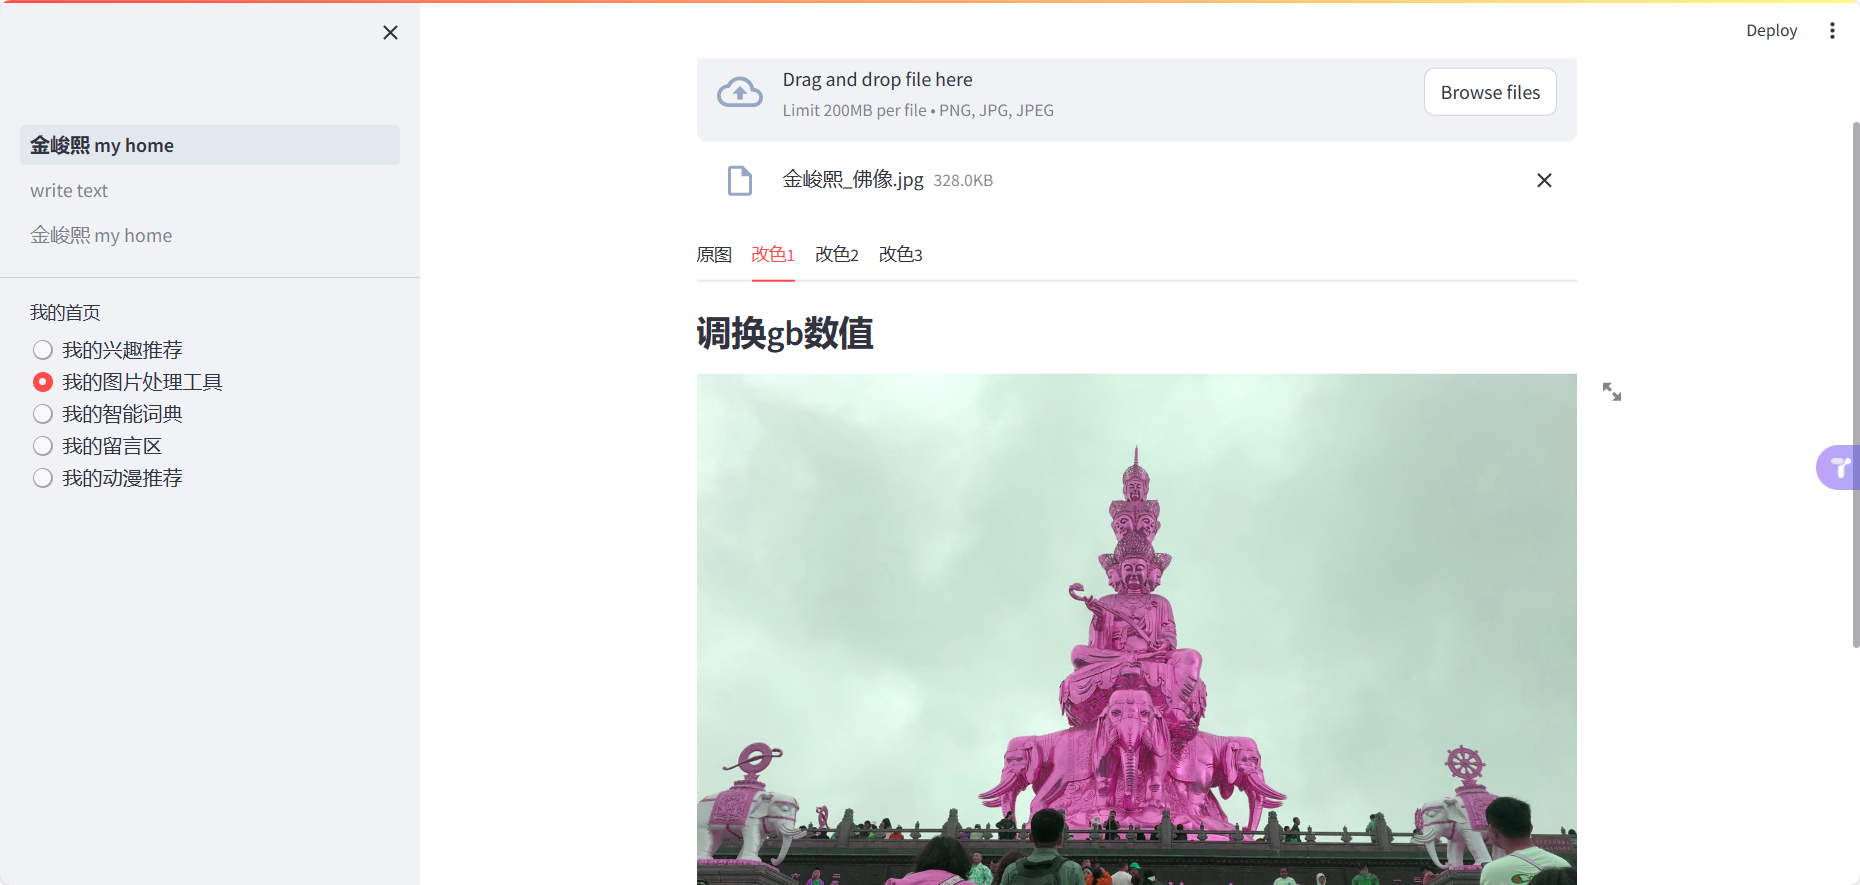 Deploy
金峻熙 my home
write text
金峻熙 my home
我的首页
我的兴趣推荐
我的图片处理工具
我的智能词典
我的留言区
我的动漫推荐
Drag and drop file here
Limit 200MB per file • PNG, JPG, JPEG
Browse files
金峻熙_佛像.jpg 328.0KB
原图 改色1 改色2 改色3
调换gb数值